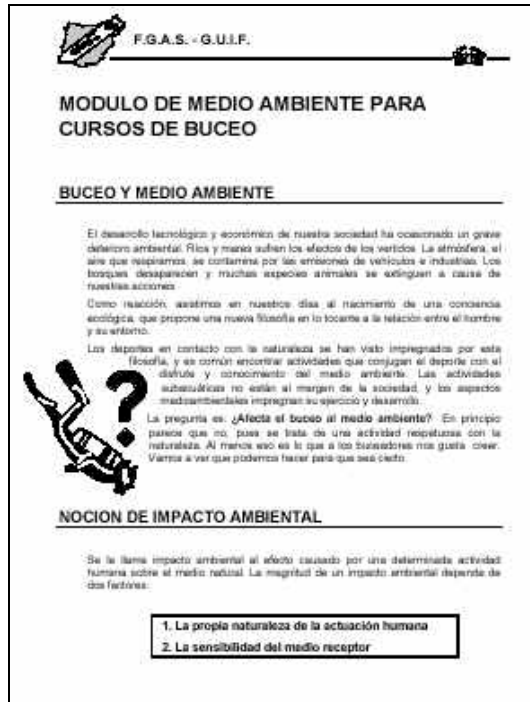 F.G.A.S. - G.U.I.F.
MODULO DE MEDIO AMBIENTE PARA
CURSOS DE BUCEO
BUCEO Y MEDIO AMBIENTE
El desarrollo tecnológico y económico de nuestra sociedad ha ocasionado un grave
deterioro ambiental. Ríos y mares sufren los efectos de los vertidos. La atmósfera, el
aire que respiramos, se contamina por las emisiones de vehículos e industrias. Los
bosques desaparecen y muchas especies animales se extinguen a causa de
nuestras acciones.
Como reacción, asistimos en nuestros días al nacimiento de una conciencia
ecológica, que propone una nueva filosofía en lo tocante a la relación entre el hombre
y su entorno.
Los deportes en contacto con la naturaleza se han visto impregnados por esta
filosofía, y es común encontrar actividades que conjugan el deporte con el
disfrute y conocimiento del medio ambiente. Las actividades
subacuáticas no están al margen de la sociedad, y los aspectos
medioambientales impregnan su ejercicio y desarrollo.
?
La pregunta es: ¿Afecta el buceo al medio ambiente? En principio
parece que no, pues se trata de una actividad respetuosa con la
naturaleza. Al menos eso es lo que a los buceadores nos gusta creer.
Vamos a ver que podemos hacer para que sea cierto.
NOCION DE IMPACTO AMBIENTAL
Se le llama impacto ambiental al efecto causado por una determinada actividad
humana sobre el medio natural. La magnitud de un impacto ambiental depende de
dos factores:
1. La propia naturaleza de la actuación humana
2. La sensibilidad del medio receptor